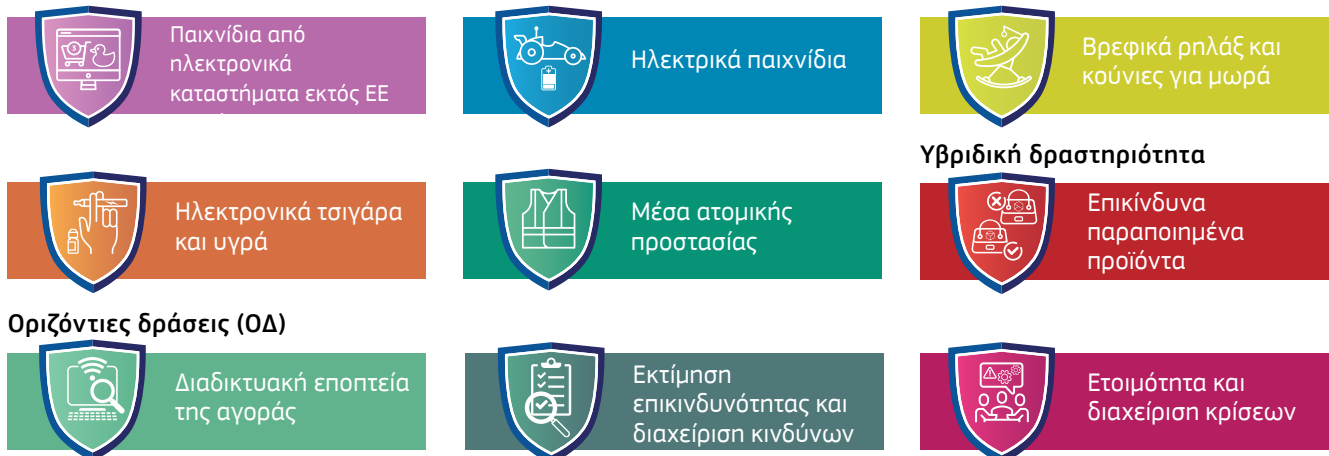 Παιχνίδια από
ηλεκτρονικά
καταστήματα εκτός ΕΕ
Ηλεκτρικά παιχνίδια
Βρεφικά ρηλάξ και
κούνιες για μωρά
Ηλεκτρονικά τσιγάρα
και υγρά
Μέσα ατομικής
προστασίας
Υβριδική δραστηριότητα
Επικίνδυνα
παραποιημένα
προϊόντα
Οριζόντιες δράσεις (ΟΔ)
Διαδικτυακή εποπτεία
της αγοράς
Εκτίμηση
επικινδυνότητας και
διαχείριση κινδύνων
Ετοιμότητα και
διαχείριση κρίσεων